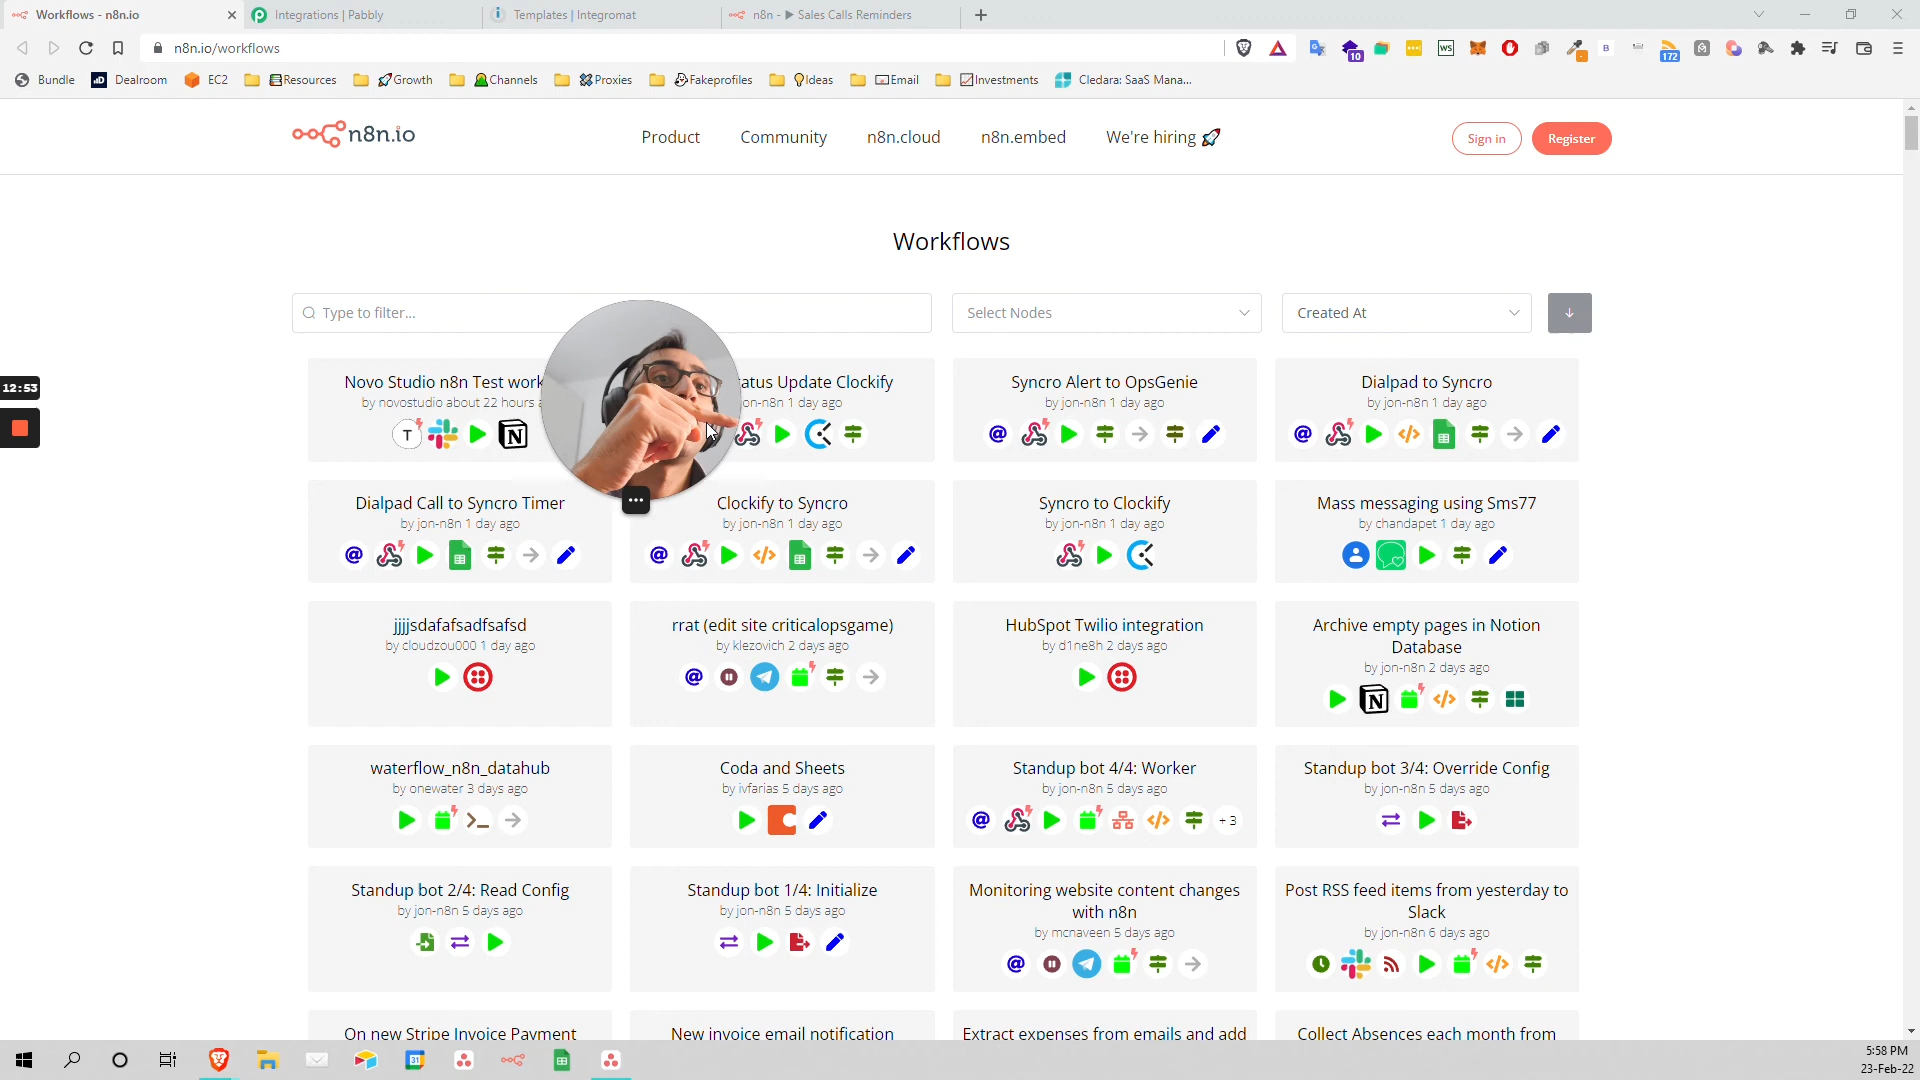 Workflows - n8n.io
Integrations | Pabbly
Templates | Integromat
n8n - ▶ Sales Calls Reminders
n8n.io/workflows
10
ws
B
172
Bundle
Dealroom
EC2
Resources
Growth
Channels
Proxies
Fakeprofiles
Ideas
Email
Investments
Cledara: SaaS Mana...
n8n.io
Product
Community
n8n.cloud
n8n.embed
We're hiring 🚀
Sign in
Register
Workflows
Type to filter...
Select Nodes
Created At
12:53
Novo Studio n8n Test work
by novostudio about 22 hours
T
atus Update Clockify
on-n8n 1 day ago
Syncro Alert to OpsGenie
by jon-n8n 1 day ago
Dialpad to Syncro
by jon-n8n 1 day ago
Dialpad Call to Syncro Timer
by jon-n8n 1 day ago
Clockify to Syncro
by jon-n8n 1 day ago
Syncro to Clockify
by jon-n8n 1 day ago
Mass messaging using Sms77
by chandapet 1 day ago
jjjjsdafafsadfsafsd
by cloudzou000 1 day ago
rrat (edit site criticalopsgame)
by klezovich 2 days ago
HubSpot Twilio integration
by d1ne8h 2 days ago
Archive empty pages in Notion
Database
by jon-n8n 2 days ago
waterflow_n8n_datahub
by onewater 3 days ago
Coda and Sheets
by ivfarias 5 days ago
Standup bot 4/4: Worker
by jon-n8n 5 days ago
+ 3
Standup bot 3/4: Override Config
by jon-n8n 5 days ago
Standup bot 2/4: Read Config
by jon-n8n 5 days ago
Standup bot 1/4: Initialize
by jon-n8n 5 days ago
Monitoring website content changes
with n8n
by mcnaveen 5 days ago
Post RSS feed items from yesterday to
Slack
by jon-n8n 6 days ago
On new Stripe Invoice Payment
New invoice email notification
Extract expenses from emails and add
Collect Absences each month from
31
5:58 PM
23-Feb-22